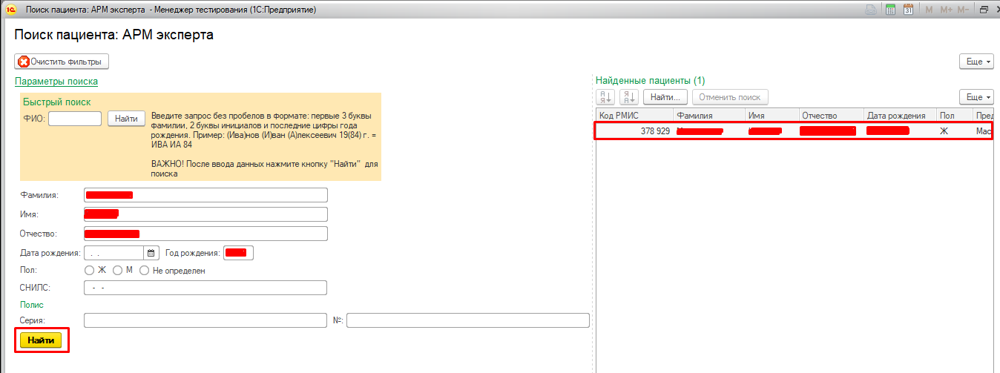 Поиск пациента: АРМ эксперта - Менеджер тестирования (1С:Предприятие)
M M+ M-
Поиск пациента: АРМ эксперта
Очистить фильтры
Еще
Параметры поиска
Быстрый поиск
ФИО:
Найти
Введите запрос без пробелов в формате: первые 3 буквы
фамилии, 2 буквы инициалов и последние цифры года
рождения. Пример: (Ива)нов (И)ван (А)лексеевич 19(84) г. =
ИВА ИА 84
ВАЖНО! После ввода данных нажмите кнопку "Найти" для
поиска
Фамилия:
Имя:
Отчество:
Дата рождения: . .
Год рождения:
Пол: Ж М Не определен
СНИЛС: - -
Полис
Серия: №:
Найти
Найденные пациенты (1)
Найти... Отменить поиск Еще
Код РМИС Фамилия Имя Отчество Дата рождения Пол Пред
378 929 Ж Мас